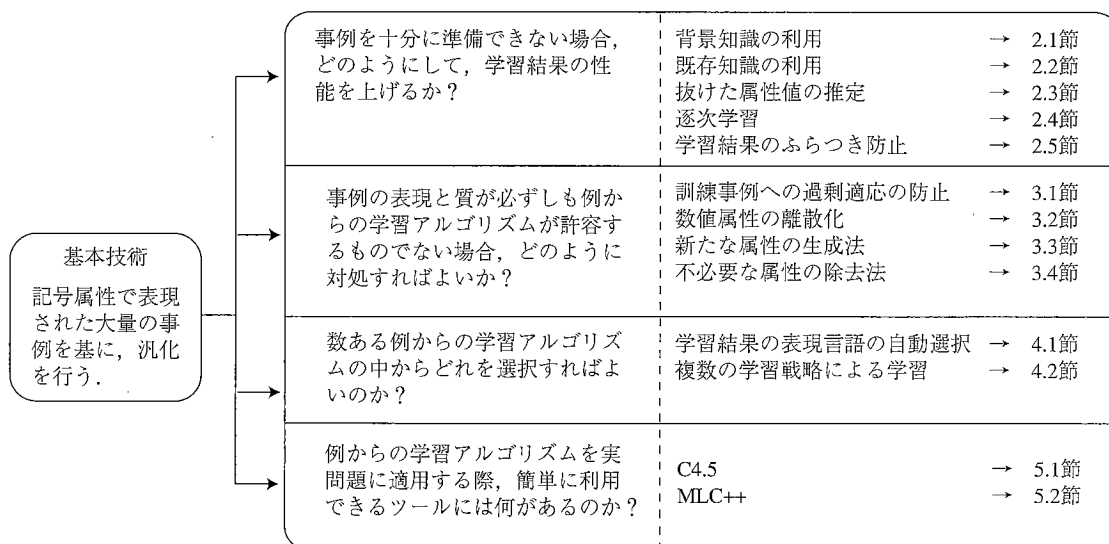 基本技術
記号属性で表現
された大量の事
例を基に，汎化
を行う．
事例を十分に準備できない場合，
どのようにして，学習結果の性
能を上げるか？
背景知識の利用 → 2.1節
既存知識の利用 → 2.2節
抜けた属性値の推定 → 2.3節
逐次学習 → 2.4節
学習結果のふらつき防止 → 2.5節
事例の表現と質が必ずしも例か
らの学習アルゴリズムが許容す
るものでない場合，どのように
対処すればよいか？
訓練事例への過剰適応の防止 → 3.1節
数値属性の離散化 → 3.2節
新たな属性の生成法 → 3.3節
不必要な属性の除去法 → 3.4節
数ある例からの学習アルゴリズ
ムの中からどれを選択すればよ
いのか？
学習結果の表現言語の自動選択 → 4.1節
複数の学習戦略による学習 → 4.2節
例からの学習アルゴリズムを実
問題に適用する際，簡単に利用
できるツールには何があるのか？
C4.5 → 5.1節
MLC++ → 5.2節